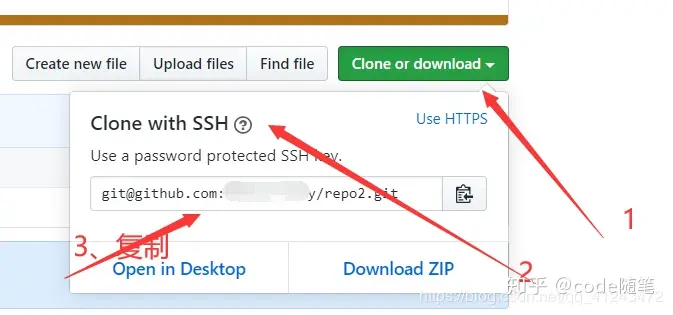 Create new file Upload files Find file Clone or download
Clone with SSH ? Use HTTPS
Use a password protected SSH key.
git@github.com: y/repo2.git
1
3、复制
2
Open in Desktop Download ZIP
知乎 @code随笔
https://blog.csdn.net/qq_41243472